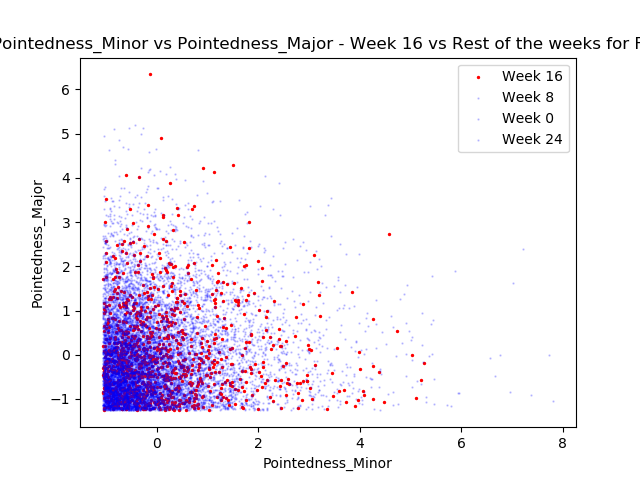 Pointedness_Minor vs Pointedness_Major - Week 16 vs Rest of the weeks for
Week 16
Week 8
Week 0
Week 24
6
5
4
3
2
1
0
−1
Pointedness_Major
0
2
4
6
8
Pointedness_Minor